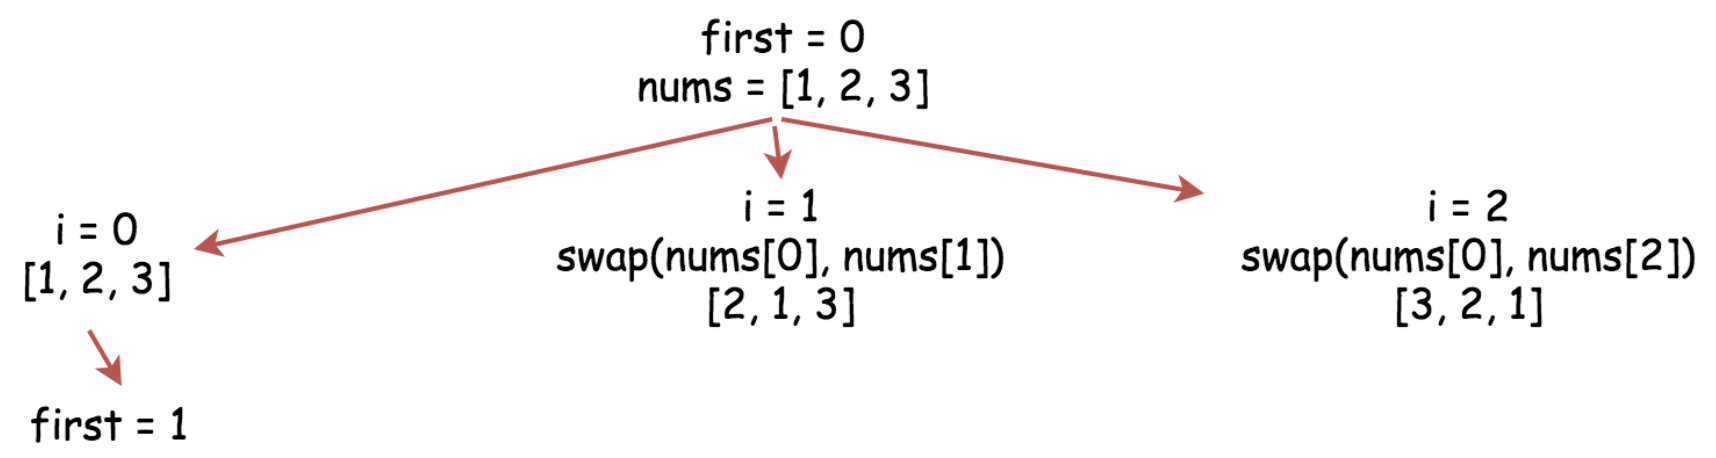 first = 0
nums = [1, 2, 3]
i = 0
[1, 2, 3]
i = 1
swap(nums[0], nums[1])
[2, 1, 3]
i = 2
swap(nums[0], nums[2])
[3, 2, 1]
first = 1